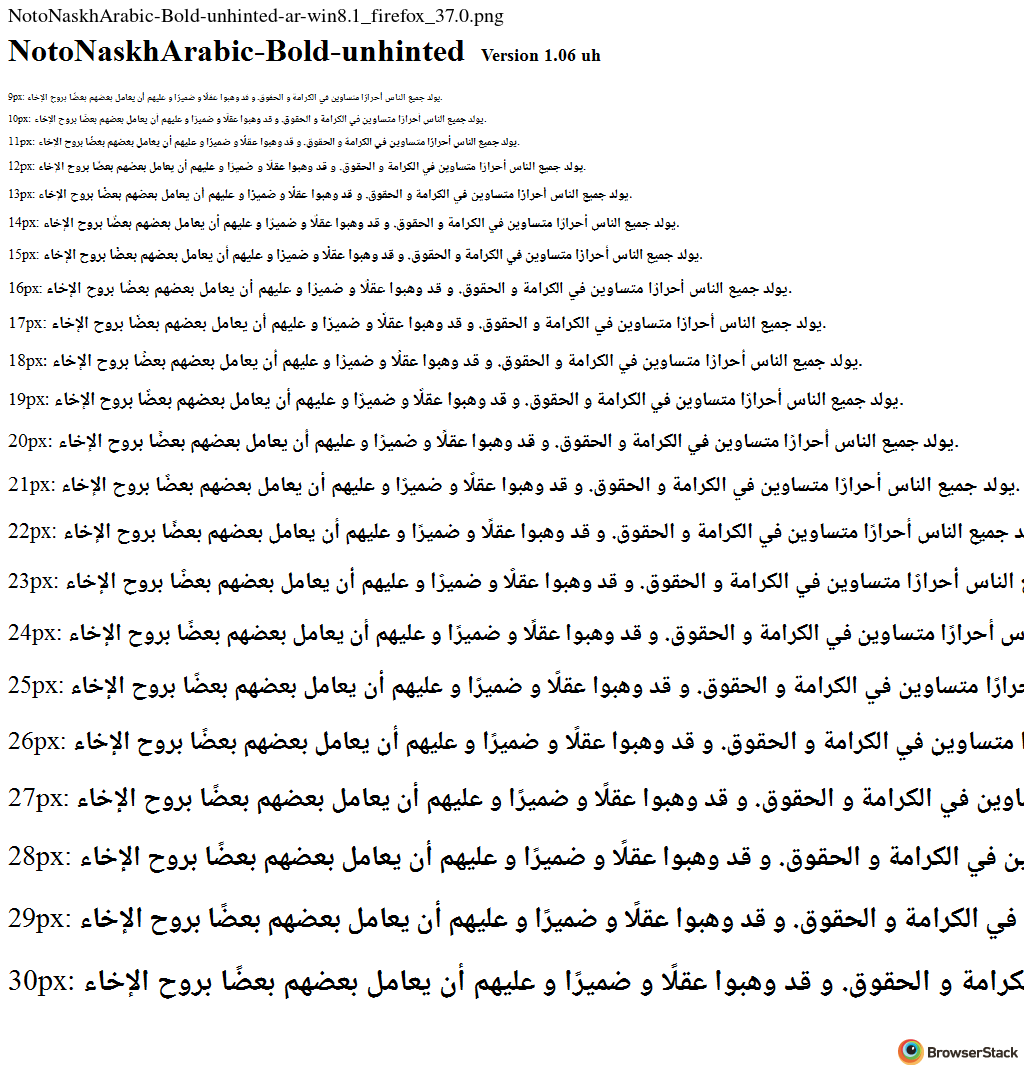 NotoNaskhArabic-Bold-unhinted-ar-win8.1_firefox_37.0.png
NotoNaskhArabic-Bold-unhinted Version 1.06 uh
9px: يولد جميع الناس أحرارًا متساوين في الكرامة و الحقوق. و قد وهبوا عقلًا و ضميرًا و عليهم أن يعامل بعضهم بعضًا بروح الإخاء.
10px: يولد جميع الناس أحرارًا متساوين في الكرامة و الحقوق. و قد وهبوا عقلًا و ضميرًا و عليهم أن يعامل بعضهم بعضًا بروح الإخاء.
11px: يولد جميع الناس أحرارًا متساوين في الكرامة و الحقوق. و قد وهبوا عقلًا و ضميرًا و عليهم أن يعامل بعضهم بعضًا بروح الإخاء.
12px: يولد جميع الناس أحرارًا متساوين في الكرامة و الحقوق. و قد وهبوا عقلًا و ضميرًا و عليهم أن يعامل بعضهم بعضًا بروح الإخاء.
13px: يولد جميع الناس أحرارًا متساوين في الكرامة و الحقوق. و قد وهبوا عقلًا و ضميرًا و عليهم أن يعامل بعضهم بعضًا بروح الإخاء.
14px: يولد جميع الناس أحرارًا متساوين في الكرامة و الحقوق. و قد وهبوا عقلًا و ضميرًا و عليهم أن يعامل بعضهم بعضًا بروح الإخاء.
15px: يولد جميع الناس أحرارًا متساوين في الكرامة و الحقوق. و قد وهبوا عقلًا و ضميرًا و عليهم أن يعامل بعضهم بعضًا بروح الإخاء.
16px: يولد جميع الناس أحرارًا متساوين في الكرامة و الحقوق. و قد وهبوا عقلًا و ضميرًا و عليهم أن يعامل بعضهم بعضًا بروح الإخاء.
17px: يولد جميع الناس أحرارًا متساوين في الكرامة و الحقوق. و قد وهبوا عقلًا و ضميرًا و عليهم أن يعامل بعضهم بعضًا بروح الإخاء.
18px: يولد جميع الناس أحرارًا متساوين في الكرامة و الحقوق. و قد وهبوا عقلًا و ضميرًا و عليهم أن يعامل بعضهم بعضًا بروح الإخاء.
19px: يولد جميع الناس أحرارًا متساوين في الكرامة و الحقوق. و قد وهبوا عقلًا و ضميرًا و عليهم أن يعامل بعضهم بعضًا بروح الإخاء.
20px: يولد جميع الناس أحرارًا متساوين في الكرامة و الحقوق. و قد وهبوا عقلًا و ضميرًا و عليهم أن يعامل بعضهم بعضًا بروح الإخاء.
21px: يولد جميع الناس أحرارًا متساوين في الكرامة و الحقوق. و قد وهبوا عقلًا و ضميرًا و عليهم أن يعامل بعضهم بعضًا بروح الإخاء.
22px: جميع الناس أحرارًا متساوين في الكرامة و الحقوق. و قد وهبوا عقلًا و ضميرًا و عليهم أن يعامل بعضهم بعضًا بروح الإخاء
23px: الناس أحرارًا متساوين في الكرامة و الحقوق. و قد وهبوا عقلًا و ضميرًا و عليهم أن يعامل بعضهم بعضًا بروح الإخاء
24px: أحرارًا متساوين في الكرامة و الحقوق. و قد وهبوا عقلًا و ضميرًا و عليهم أن يعامل بعضهم بعضًا بروح الإخاء
25px: متساوين في الكرامة و الحقوق. و قد وهبوا عقلًا و ضميرًا و عليهم أن يعامل بعضهم بعضًا بروح الإخاء
26px: متساوين في الكرامة و الحقوق. و قد وهبوا عقلًا و ضميرًا و عليهم أن يعامل بعضهم بعضًا بروح الإخاء
27px: في الكرامة و الحقوق. و قد وهبوا عقلًا و ضميرًا و عليهم أن يعامل بعضهم بعضًا بروح الإخاء
28px: في الكرامة و الحقوق. و قد وهبوا عقلًا و ضميرًا و عليهم أن يعامل بعضهم بعضًا بروح الإخاء
29px: في الكرامة و الحقوق. و قد وهبوا عقلًا و ضميرًا و عليهم أن يعامل بعضهم بعضًا بروح الإخاء
30px: و الحقوق. و قد وهبوا عقلًا و ضميرًا و عليهم أن يعامل بعضهم بعضًا بروح الإخاء
BrowserStack